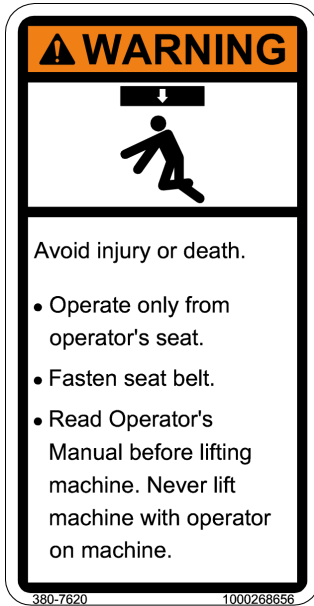 WARNING
Avoid injury or death.
• Operate only from
operator's seat.
• Fasten seat belt.
• Read Operator's
Manual before lifting
machine. Never lift
machine with operator
on machine.
380-7620 1000268656